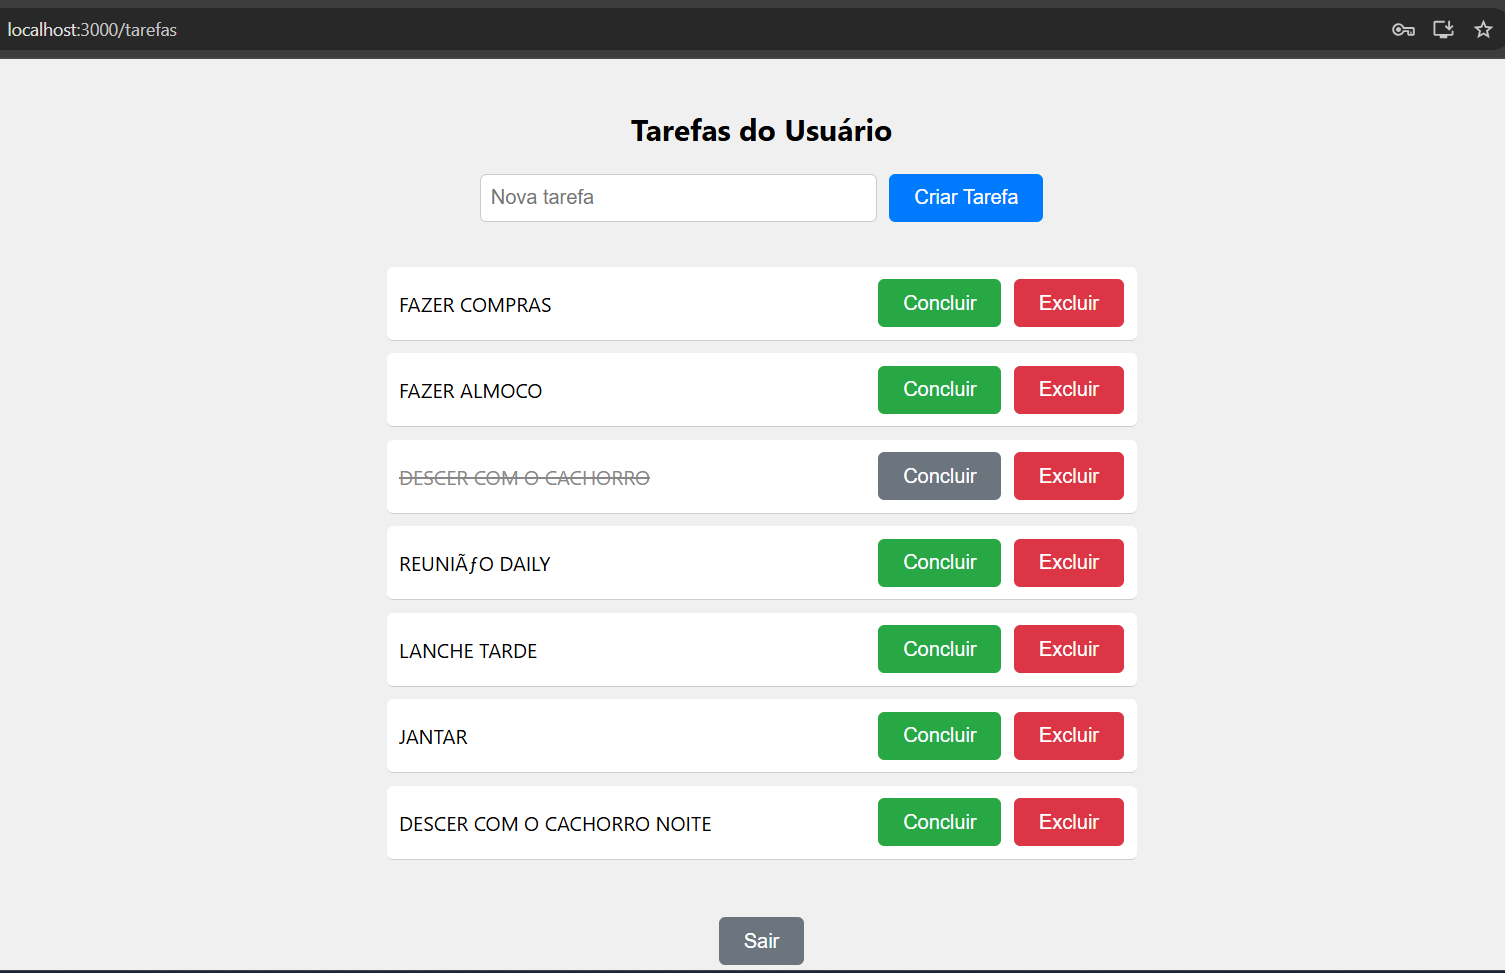 localhost:3000/tarefas
Tarefas do Usuário
Nova tarefa Criar Tarefa
FAZER COMPRAS Concluir Excluir
FAZER ALMOCO Concluir Excluir
DESCER COM O CACHORRO Concluir Excluir
REUNIÃƒO DAILY Concluir Excluir
LANCHE TARDE Concluir Excluir
JANTAR Concluir Excluir
DESCER COM O CACHORRO NOITE Concluir Excluir
Sair